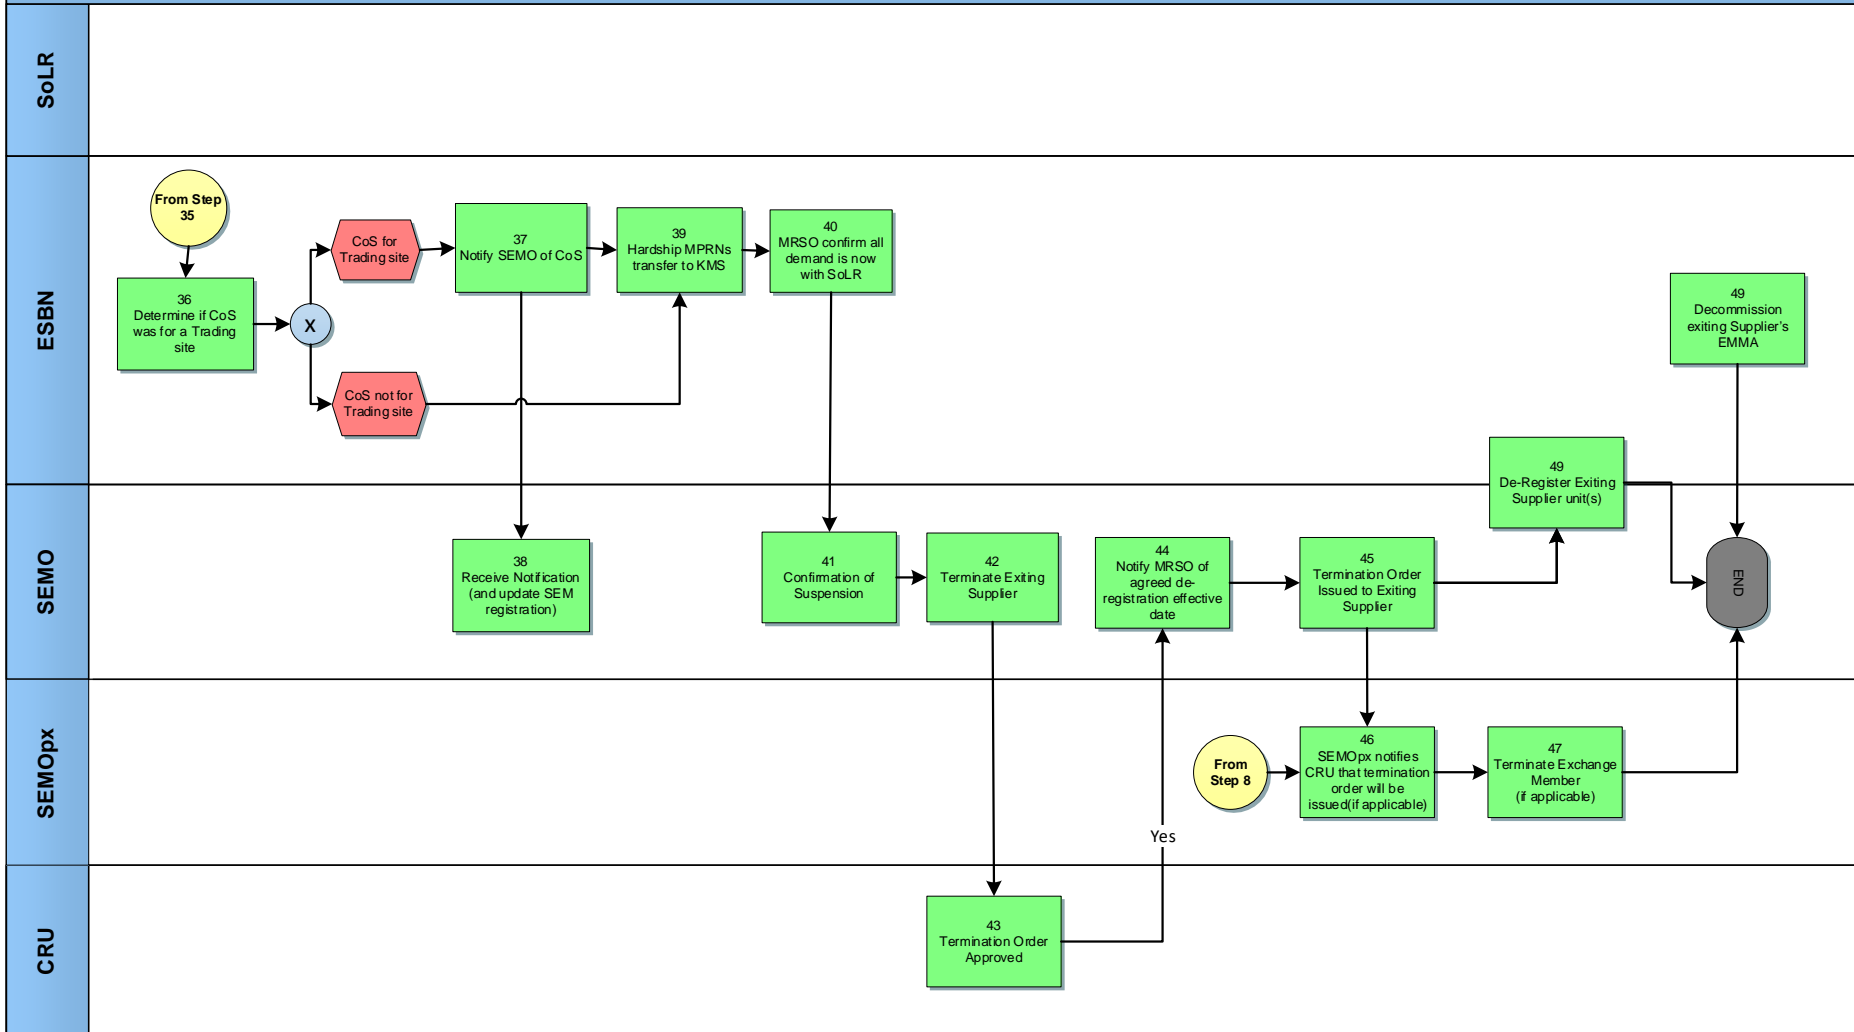 SoLR
ESBN
From Step
35
36
Determine if CoS
was for a Trading
site
X
CoS for
Trading site
CoS not for
Trading site
37
Notify SEMO of CoS
39
Hardship MPRNs
transfer to KMS
40
MRSO confirm all
demand is now
with SoLR
49
Decommission
exiting Supplier's
EMMA
49
De-Register Exiting
Supplier unit(s)
SEMO
38
Receive Notification
(and update SEM
registration)
41
Confirmation of
Suspension
42
Terminate Exiting
Supplier
44
Notify MRSO of
agreed de-
registration effective
date
45
Termination Order
Issued to Exiting
Supplier
END
SEMOpx
From
Step 8
46
SEMOpx notifies
CRU that termination
order will be
issued(if applicable)
47
Terminate Exchange
Member
(if applicable)
Yes
CRU
43
Termination Order
Approved